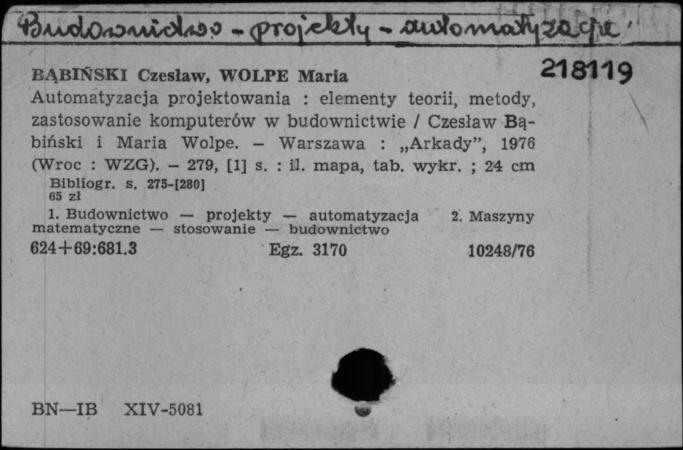 Budownictwo - projekty - automatyzacja
218119
BĄBIŃSKI Czesław, WOLPE Maria
Automatyzacja projektowania : elementy teorii, metody,
zastosowanie komputerów w budownictwie / Czesław Bą-
biński i Maria Wolpe. – Warszawa : „Arkady”, 1976
(Wroc : WZG). – 279, [1] s. : il. mapa, tab. wykr. ; 24 cm
Bibliogr. s. 275-[280]
65 zł
1. Budownictwo — projekty — automatyzacja 2. Maszyny
matematyczne — stosowanie — budownictwo
624+69:681.3 Egz. 3170 10248/76
BN—IB XIV-5081